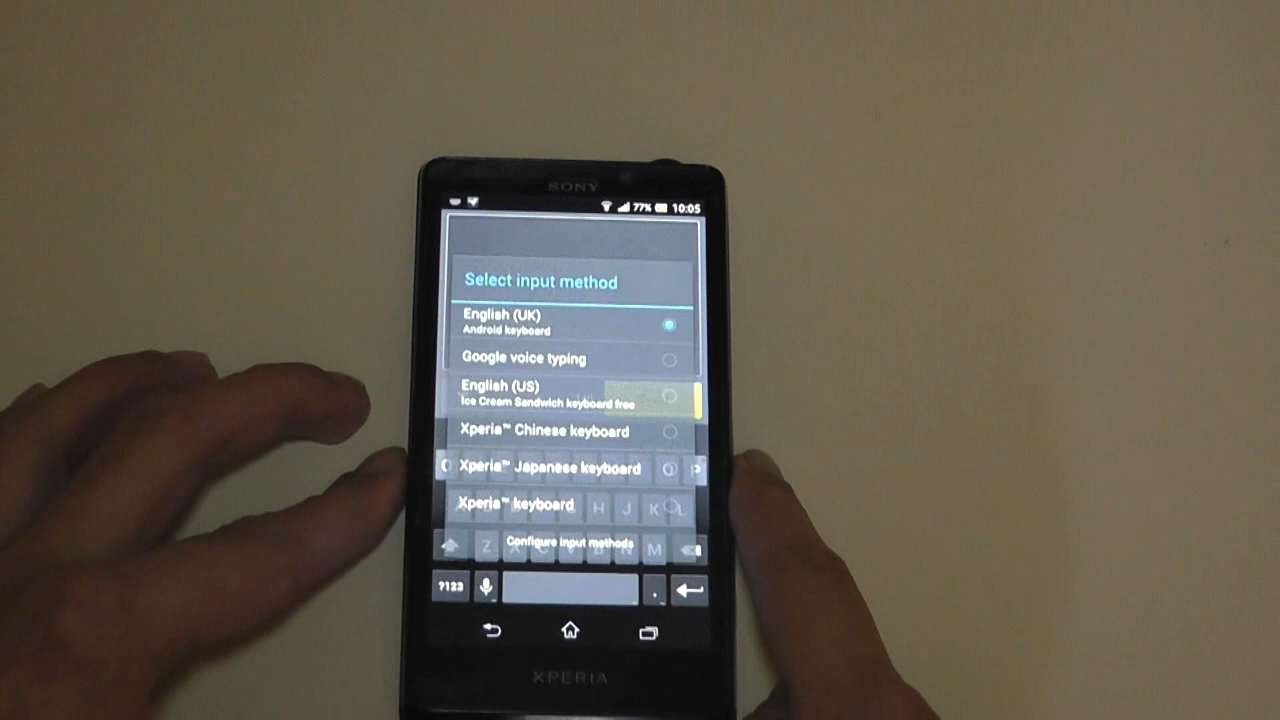 SONY
77% 10:05
Select input method
English (UK)
Android keyboard
Google voice typing
English (US)
Ice Cream Sandwich keyboard free
Xperia™ Chinese keyboard
Xperia™ Japanese keyboard
Xperia™ keyboard
H J K L
Configure input methods
Z M
?123 .
XPERIA